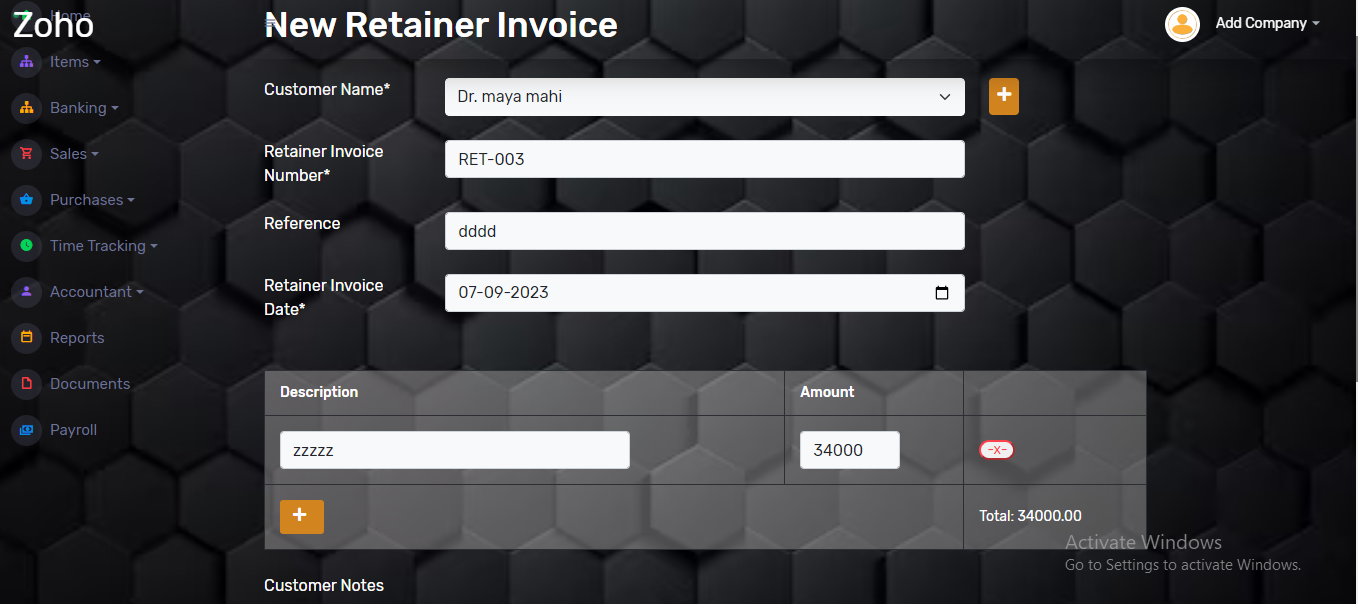 Home
Zoho
New Retainer Invoice
Add Company
Items
Banking
Sales
Purchases
Time Tracking
Accountant
Reports
Documents
Payroll
Customer Name*
Dr. maya mahi
+
Retainer Invoice
Number*
RET-003
Reference
dddd
Retainer Invoice
Date*
07-09-2023
Description Amount
zzzzz 34000 -X-
+
Total: 34000.00
Activate Windows
Go to Settings to activate Windows.
Customer Notes